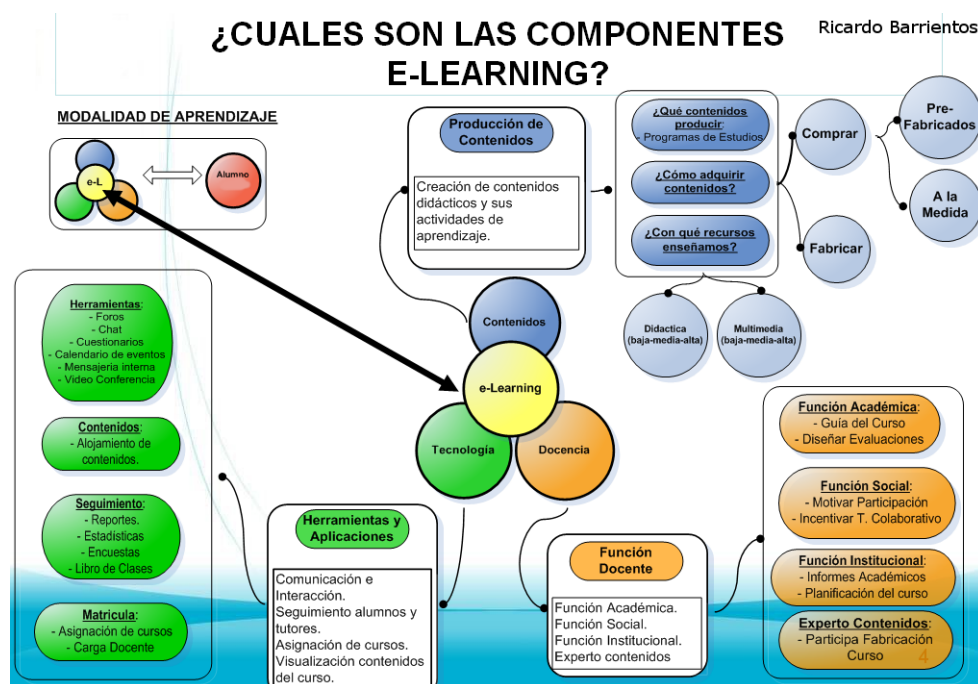 ¿CUALES SON LAS COMPONENTES
E-LEARNING?
Ricardo Barrientos
MODALIDAD DE APRENDIZAJE
e-L
Alumno
Producción de
Contenidos
Creación de contenidos
didácticos y sus
actividades de
aprendizaje.
¿Qué contenidos
producir:
- Programas de Estudios
¿Cómo adquirir
contenidos?
¿Con qué recursos
enseñamos?
Comprar
Fabricar
Pre-
Fabricados
A la
Medida
Didactica
(baja-media-alta)
Multimedia
(baja-media-alta)
Contenidos
e-Learning
Tecnología
Docencia
Herramientas:
- Foros
- Chat
- Cuestionarios
- Calendario de eventos
- Mensajeria interna
- Video Conferencia
Contenidos:
- Alojamiento de
contenidos.
Seguimiento:
- Reportes.
- Estadísticas
- Encuestas
- Libro de Clases
Matricula:
- Asignación de cursos
- Carga Docente
Herramientas y
Aplicaciones
Comunicación e
Interacción.
Seguimiento alumnos y
tutores.
Asignación de cursos.
Visualización contenidos
del curso.
Función
Docente
Función Académica.
Función Social.
Función Institucional.
Experto contenidos
Función Académica:
- Guía del Curso
- Diseñar Evaluaciones
Función Social:
- Motivar Participación
- Incentivar T. Colaborativo
Función Institucional:
- Informes Académicos
- Planificación del curso
Experto Contenidos:
- Participa Fabricación
Curso
4